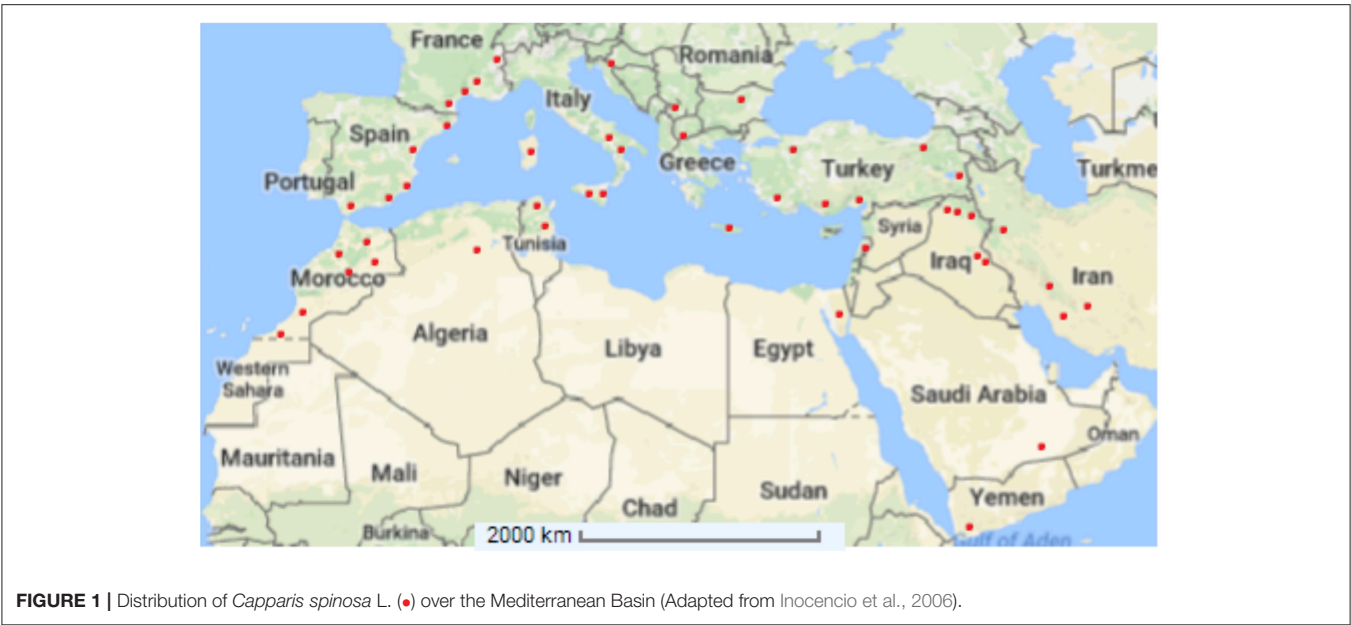 France
Romania
Italy
Spain
Greece
Turkey
Turkme
Portugal
Syria
Tunisia
Iraq
Iran
Morocco
Algeria
Libya
Egypt
Western
Sahara
Saudi Arabia
Oman
Mauritania
Mali
Niger
Chad
Sudan
Yemen
Burkina
2000 km
Gulf of Aden
FIGURE 1 | Distribution of Capparis spinosa L. (●) over the Mediterranean Basin (Adapted from Inocencio et al., 2006).